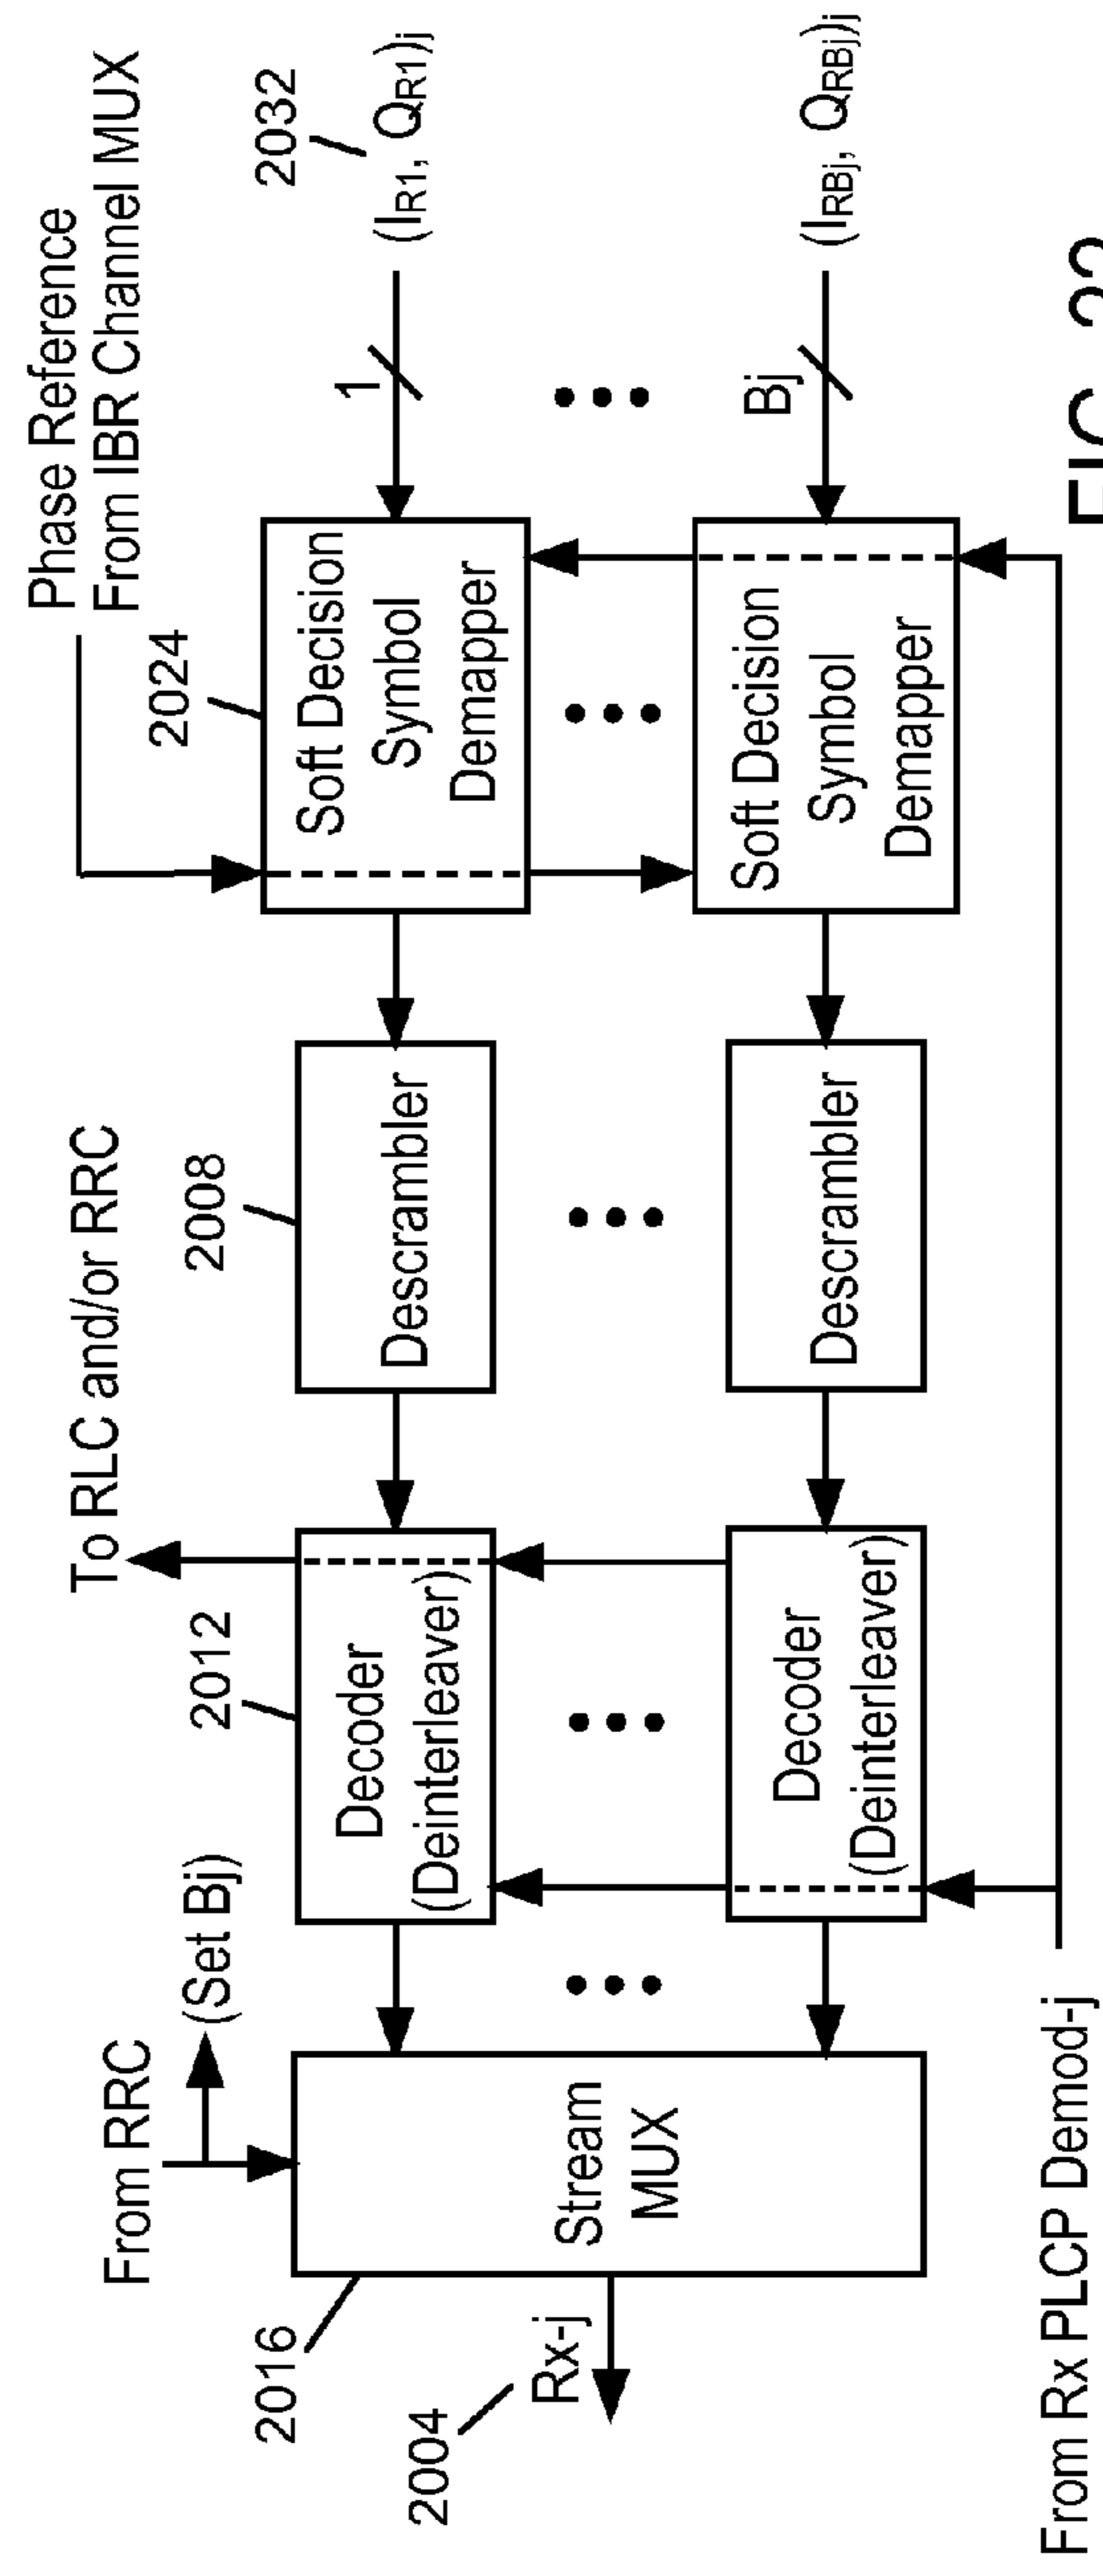 Phase Reference
From IBR Channel MUX
2032
(IR1, QR1)j
1
2024
Soft Decision
Symbol
Demapper
2008
Descrambler
To RLC and/or RRC
2012
Decoder
(Deinterleaver)
From RRC
(Set Bj)
2016
Stream
MUX
2004
Rx-j
Bj
(IRBj, QRBj)j
Soft Decision
Symbol
Demapper
Descrambler
Decoder
(Deinterleaver)
From Rx PLCP Demod-j